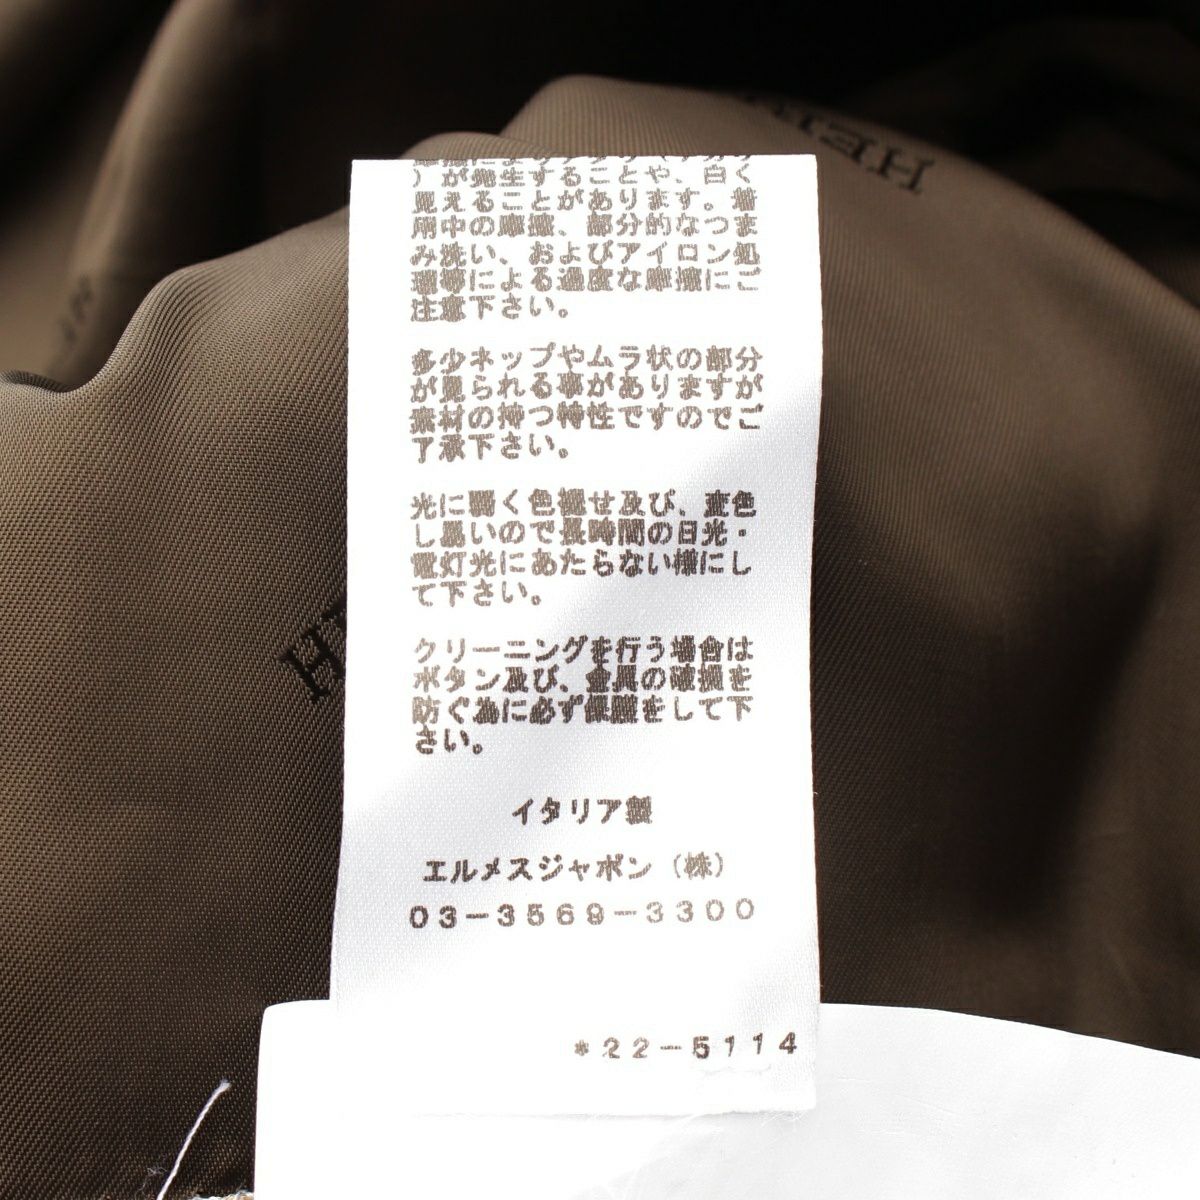 HER
）が発生することや、白く
見えることがあります。着
用中の摩擦、部分的なつま
み洗い、およびアイロン処
理等による過度な摩擦にご
注意下さい。
多少ネップやムラ状の部分
が見られる事がありますが
素材の持つ特性ですのでご
了承下さい。
光に弱く色褪せ及び、変色
し易いので長時間の日光・
電灯光にあたらない様にし
て下さい。
クリーニングを行う場合は
ボタン及び、金具の破損を
防ぐ為に必ず保護をして下
さい。
イタリア製
エルメスジャポン（株）
03-3569-3300
*22-5114